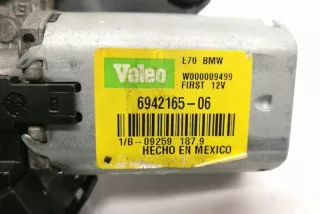 Valeo
E70 BMW
W000009499
FIRST 12V
6942165-06
1/B-09259 187.9
HECHO EN MEXICO